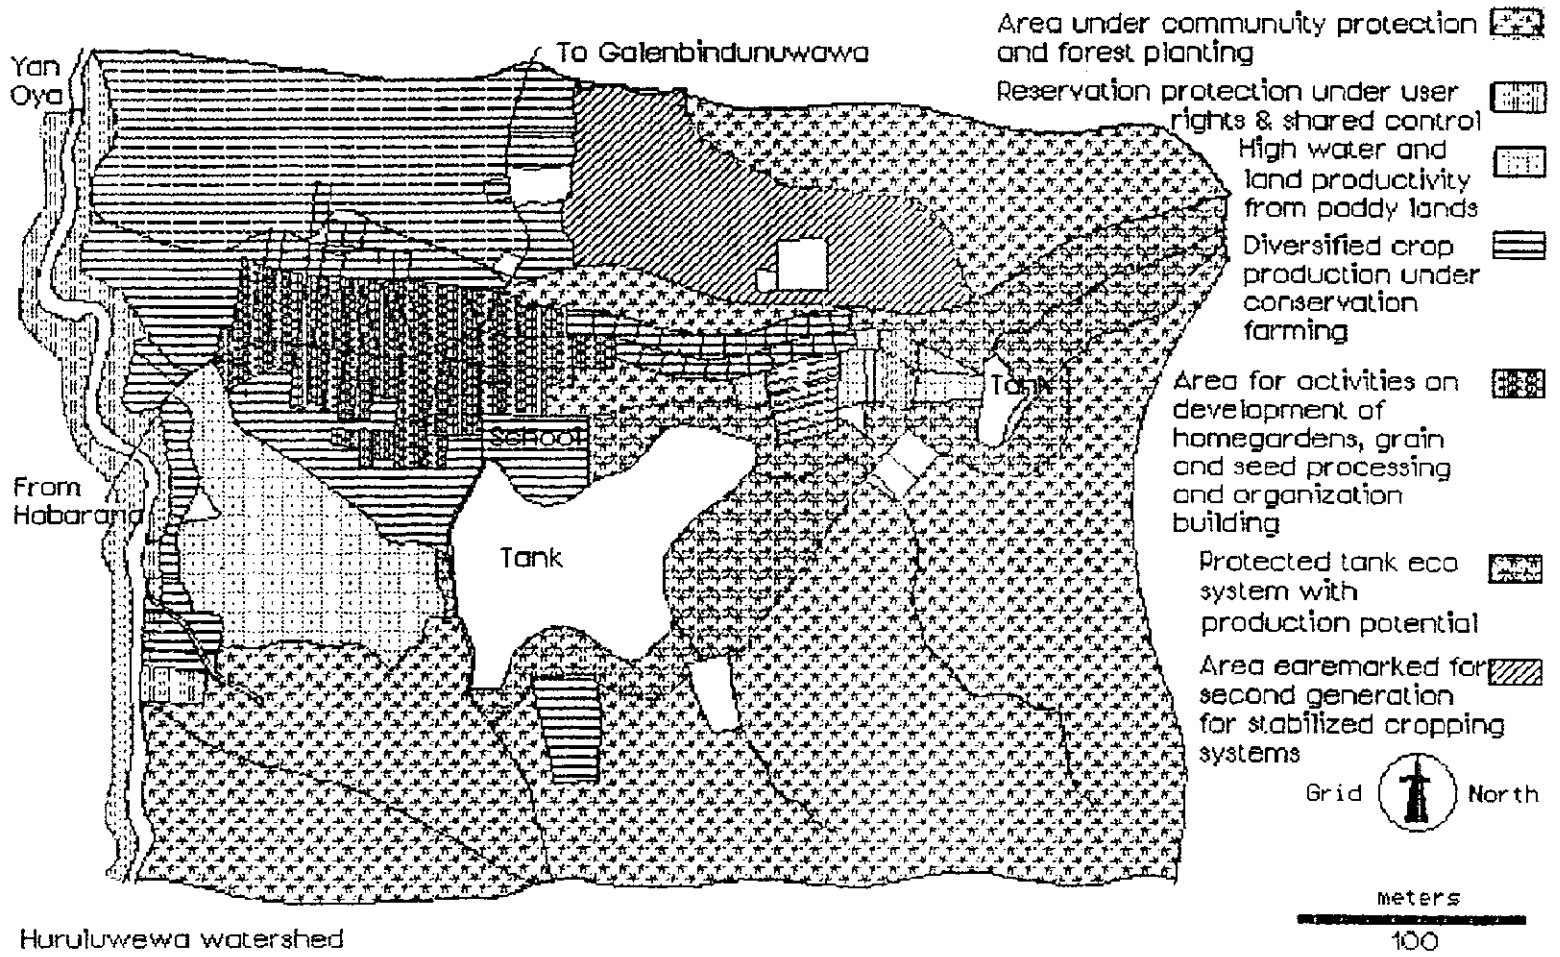 Area under communuity protection
and forest planting
To Galenbindunuwawa
Yan
Oya
Reservation protection under user
rights & shared control
High water and
land productivity
from paddy lands
Diversified crop
production under
conservation
farming
Tank
Area for activities on
development of
homegardens, grain
and seed processing
and organization
building
School
From
Habarana
Tank
Protected tank eco
system with
production potential
Area earemarked for
second generation
for stabilized cropping
systems
Grid North
meters
100
Huruluwewa watershed